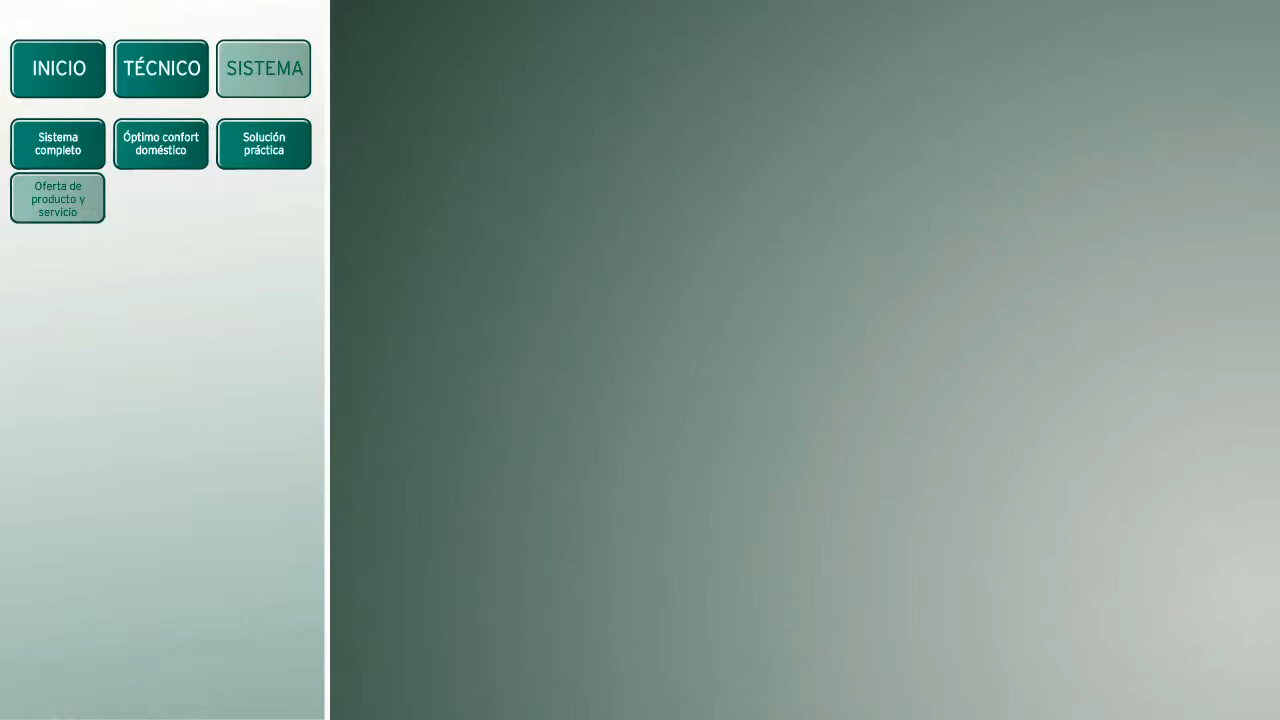 INICIO
TÉCNICO
SISTEMA
Sistema
completo
Óptimo confort
doméstico
Solución
práctica
Oferta de
producto y
servicio